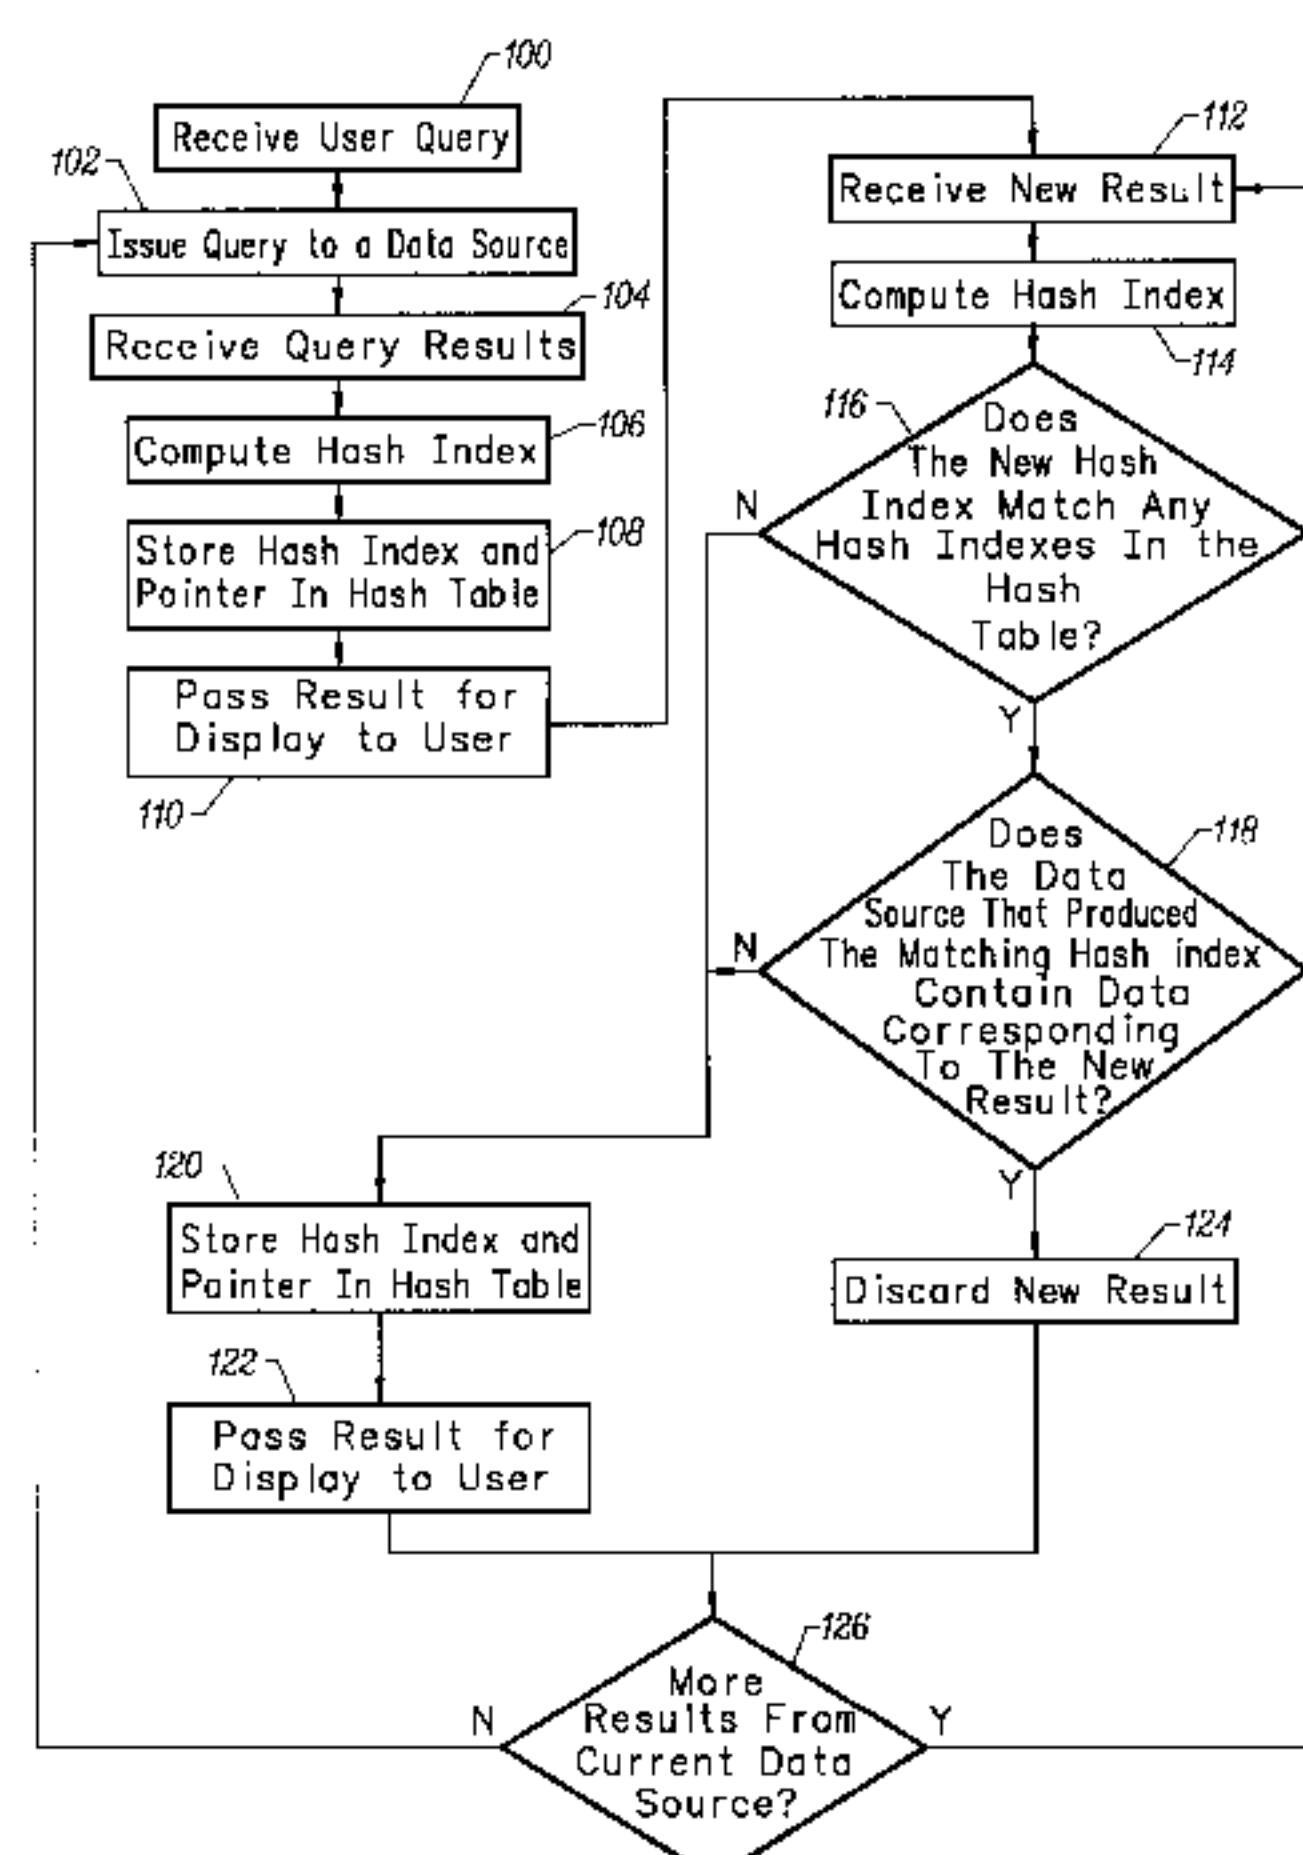 100
Receive User Query
102
Issue Query to a Data Source
104
Receive Query Results
106
Compute Hash Index
108
Store Hash Index and
Pointer In Hash Table
Pass Result for
Display to User
110
112
Receive New Result
Compute Hash Index
114
116
Does
The New Hash
Index Match Any
Hash Indexes In the
Hash
Table?
N
Y
118
Does
The Data
Source That Produced
The Matching Hash index
Contain Data
Corresponding
To The New
Result?
N
Y
120
Store Hash Index and
Pointer In Hash Table
122
Pass Result for
Display to User
124
Discard New Result
126
More
Results From
Current Data
Source?
N
Y